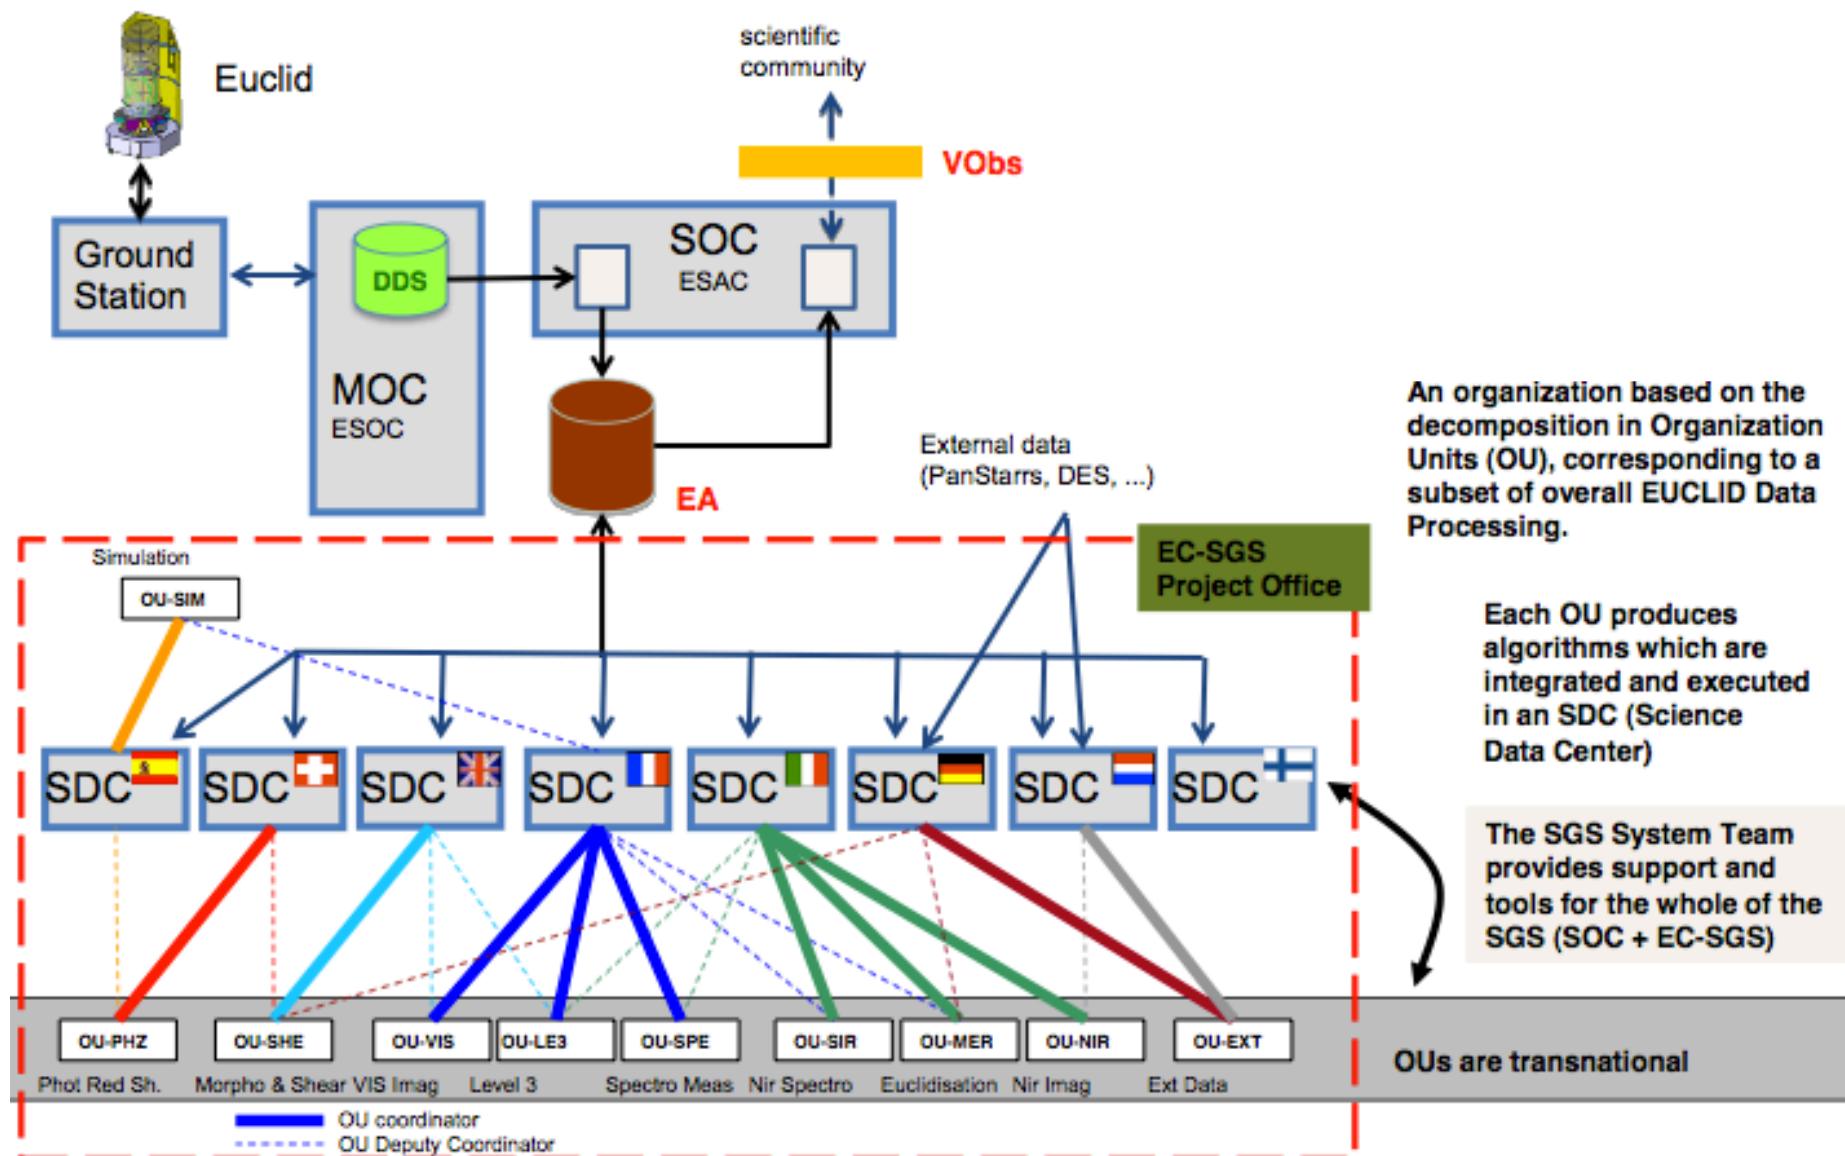 Euclid
scientific
community
VObs
Ground
Station
DDS
MOC
ESOC
SOC
ESAC
EA
External data
(PanStarrs, DES, ...)
An organization based on the
decomposition in Organization
Units (OU), corresponding to a
subset of overall EUCLID Data
Processing.
EC-SGS
Project Office
Simulation
OU-SIM
Each OU produces
algorithms which are
integrated and executed
in an SDC (Science
Data Center)
SDC
SDC
SDC
SDC
SDC
SDC
SDC
SDC
The SGS System Team
provides support and
tools for the whole of the
SGS (SOC + EC-SGS)
OU-PHZ
OU-SHE
OU-VIS
OU-LE3
OU-SPE
OU-SIR
OU-MER
OU-NIR
OU-EXT
Phot Red Sh.
Morpho & Shear
VIS Imag
Level 3
Spectro Meas
Nir Spectro
Euclidisation
Nir Imag
Ext Data
OUs are transnational
OU coordinator
OU Deputy Coordinator